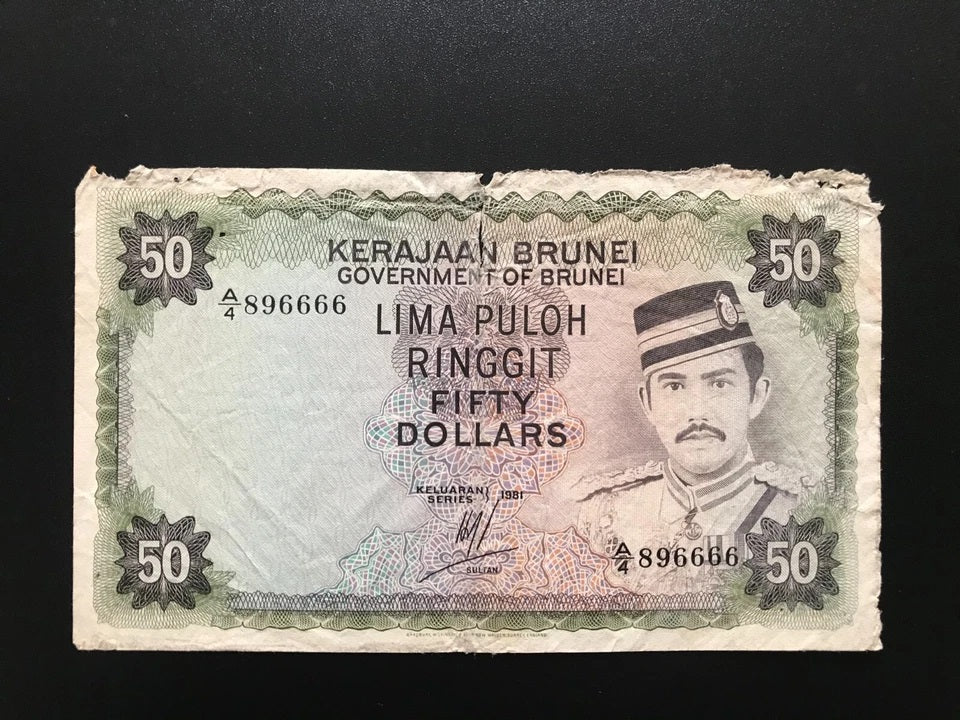 50
50
KERAJAAN BRUNEI
GOVERNMENT OF BRUNEI
A/4 896666
LIMA PULOH
RINGGIT
FIFTY
DOLLARS
KELUARAN
SERIES
1981
SULTAN
A/4 896666
50
50